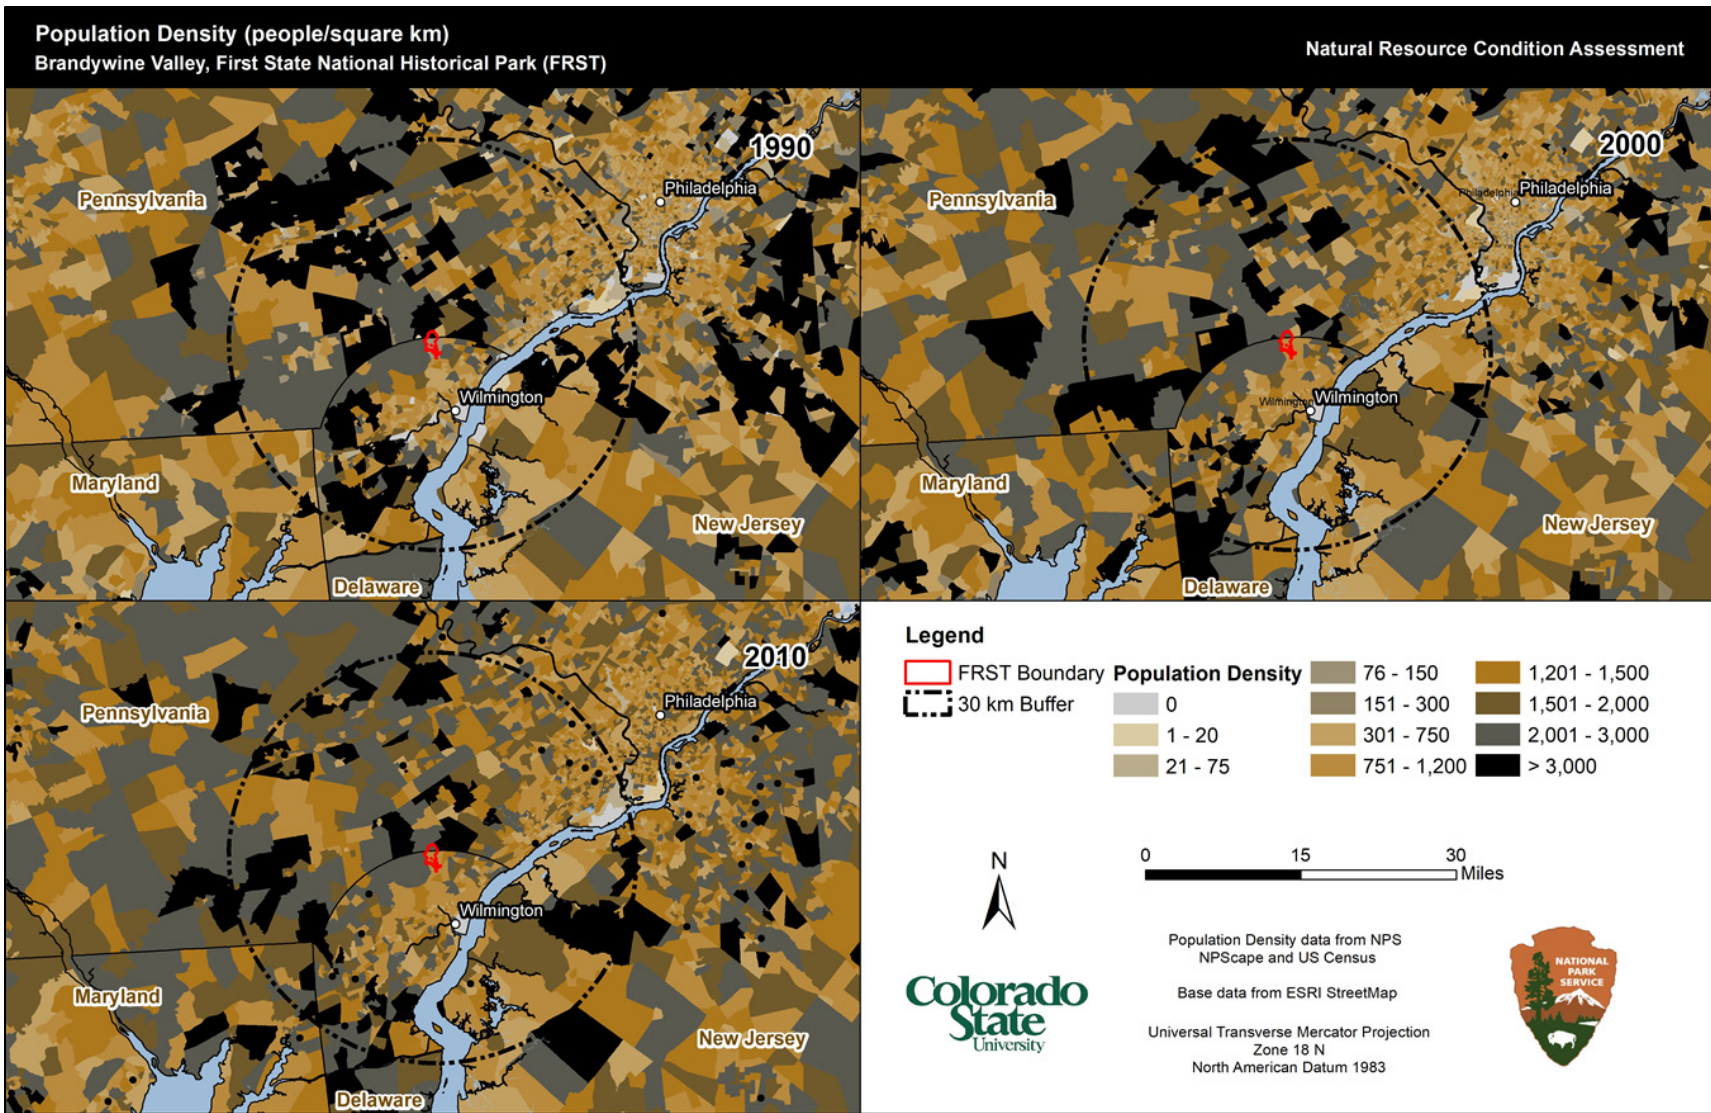 Population Density (people/square km)
Brandywine Valley, First State National Historical Park (FRST)
Natural Resource Condition Assessment
1990
Pennsylvania
Philadelphia
Wilmington
Maryland
New Jersey
Delaware
2000
Pennsylvania
Philadelphia
Philadelphia
Wilmington
Wilmington
Maryland
New Jersey
Delaware
2010
Pennsylvania
Philadelphia
Wilmington
Maryland
New Jersey
Delaware
Legend
FRST Boundary
30 km Buffer
Population Density
0
1 - 20
21 - 75
76 - 150
151 - 300
301 - 750
751 - 1,200
1,201 - 1,500
1,501 - 2,000
2,001 - 3,000
> 3,000
N
0 15 30
Miles
Population Density data from NPS
NPScape and US Census
Base data from ESRI StreetMap
Universal Transverse Mercator Projection
Zone 18 N
North American Datum 1983
Colorado
State
University
NATIONAL
PARK
SERVICE